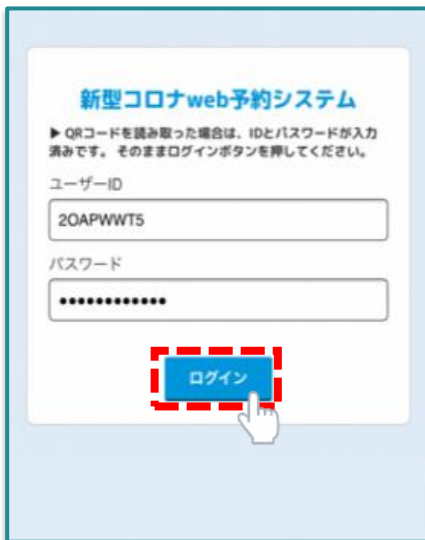 新型コロナweb予約システム
▶ QRコードを読み取った場合は、IDとパスワードが入力
済みです。 そのままログインボタンを押してください。
ユーザーID
2OAPWWT5
パスワード
••••••••••••
ログイン